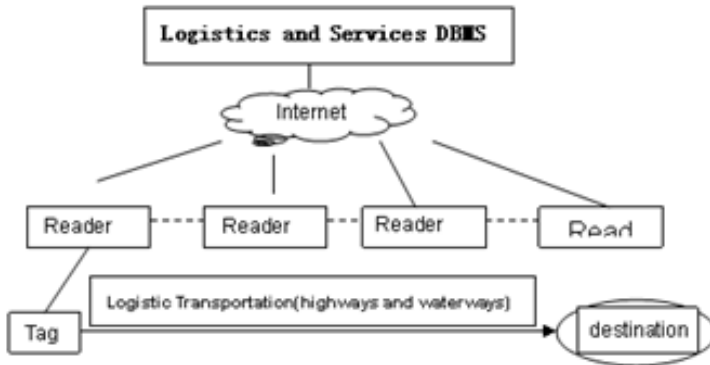 Logistics and Services DBMS
Internet
Reader
Reader
Reader
Read
Logistic Transportation(highways and waterways)
Tag
destination